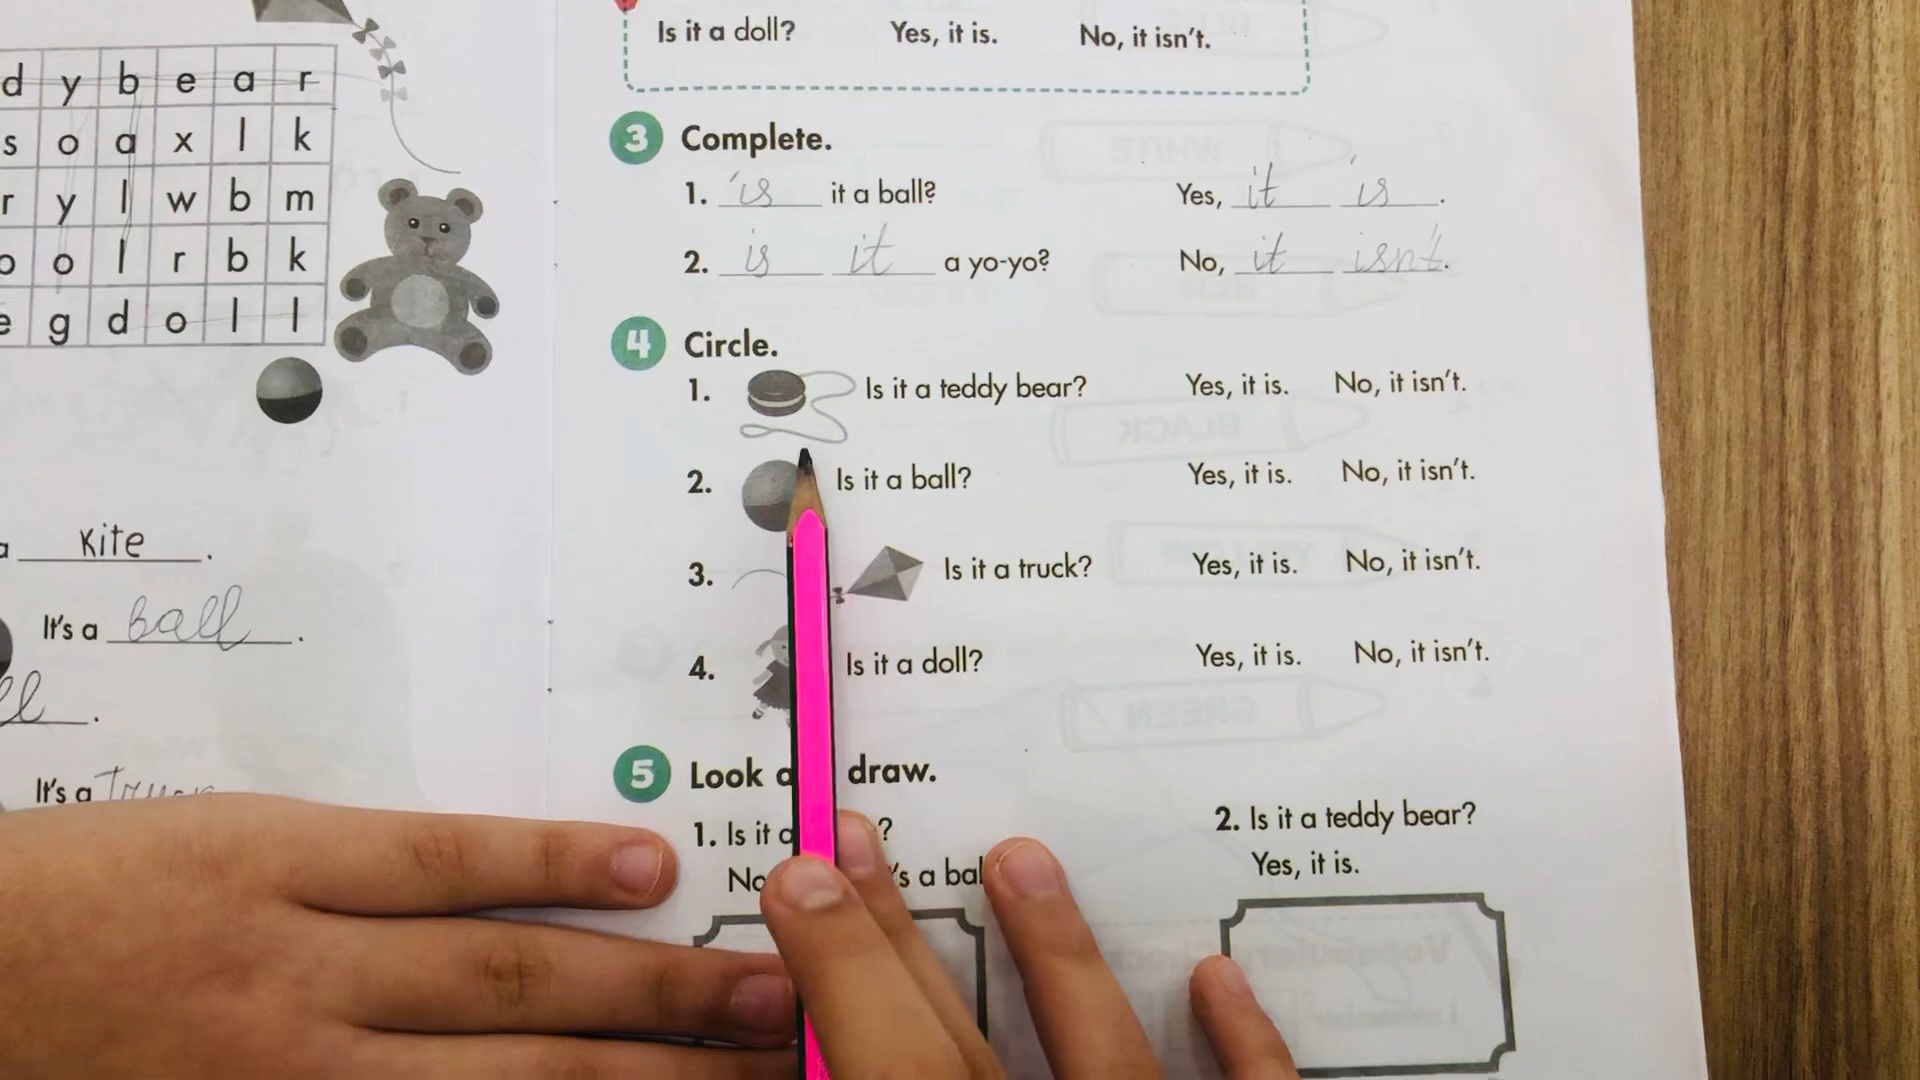 d y b e a r
s o a x l k
r y l w b m
o o l r b k
e g d o l l
a kite.
It's a ball.
It's a
Is it a doll? Yes, it is. No, it isn't.
3 Complete.
1. is it a ball? Yes, it is.
2. is it a yo-yo? No, it isn't.
4 Circle.
1. Is it a teddy bear? Yes, it is. No, it isn't.
2. Is it a ball? Yes, it is. No, it isn't.
3. Is it a truck? Yes, it is. No, it isn't.
4. Is it a doll? Yes, it is. No, it isn't.
5 Look draw.
1. Is it a ?
No 's a
2. Is it a teddy bear?
Yes, it is.